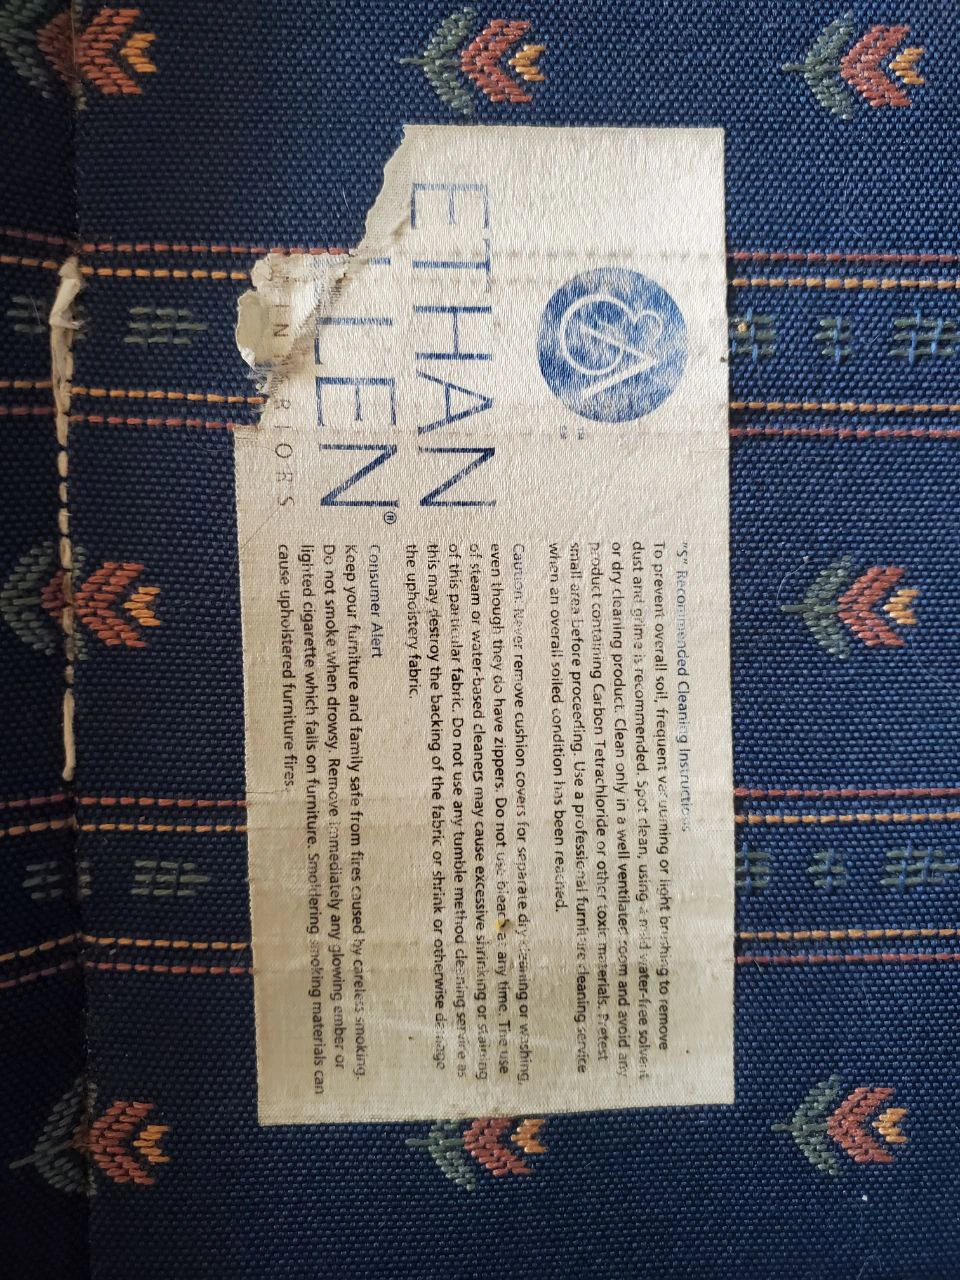 ETHAN
LLEN®
INTERIORS
"S" Recommended Cleaning Instructions
To prevent overall soil, frequent vacuuming or light brushing to remove
dust and grime is recommended. Spot clean, using a mild water-free solvent
or dry cleaning product. Clean only in a well ventilated room and avoid any
product containing Carbon Tetrachloride or other toxic materials. Pretest
small area before proceeding. Use a professional furniture cleaning service
when an overall soiled condition has been reached.
Caution: Never remove cushion covers for separate dry cleaning or washing,
even though they do have zippers. Do not use bleach at any time. The use
of steam or water-based cleaners may cause excessive shrinking or staining
of this particular fabric. Do not use any tumble method cleaning service as
this may destroy the backing of the fabric or shrink or otherwise damage
the upholstery fabric.
Consumer Alert
Keep your furniture and family safe from fires caused by careless smoking.
Do not smoke when drowsy. Remove immediately any glowing ember or
lighted cigarette which falls on furniture. Smoldering smoking materials can
cause upholstered furniture fires.